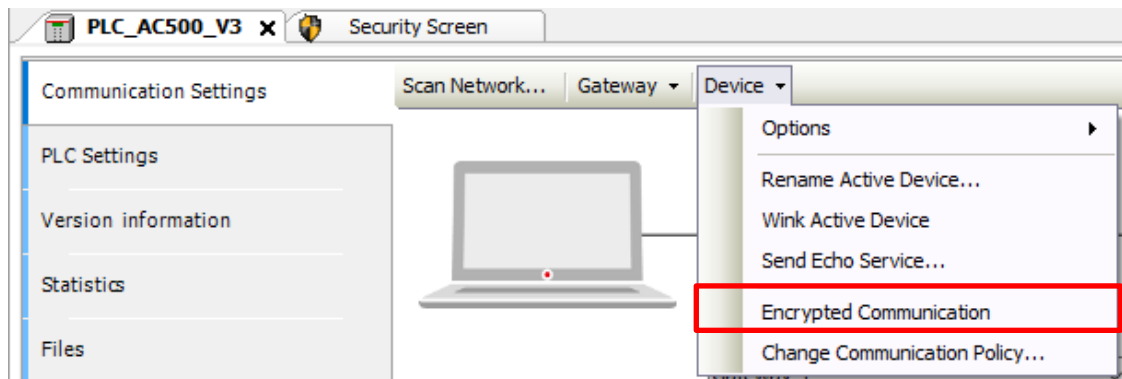 PLC_AC500_V3
Security Screen
Communication Settings
PLC Settings
Version information
Statistics
Files
Scan Network...
Gateway
Device
Options
Rename Active Device...
Wink Active Device
Send Echo Service...
Encrypted Communication
Change Communication Policy...